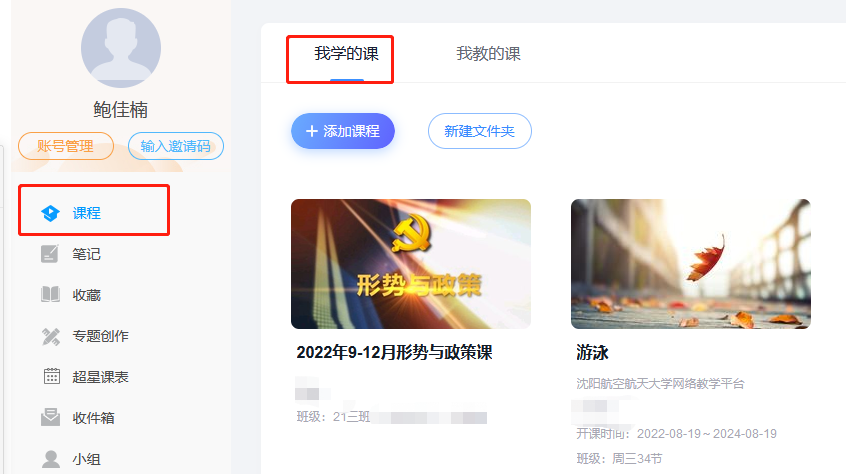 鲍佳楠
账号管理
输入邀请码
课程
笔记
收藏
专题创作
超星课表
收件箱
小组
我学的课
我教的课
+ 添加课程
新建文件夹
形势与政策
2022年9-12月形势与政策课
班级：21三班
游泳
沈阳航空航天大学网络教学平台
开课时间：2022-08-19～2024-08-19
班级：周三34节